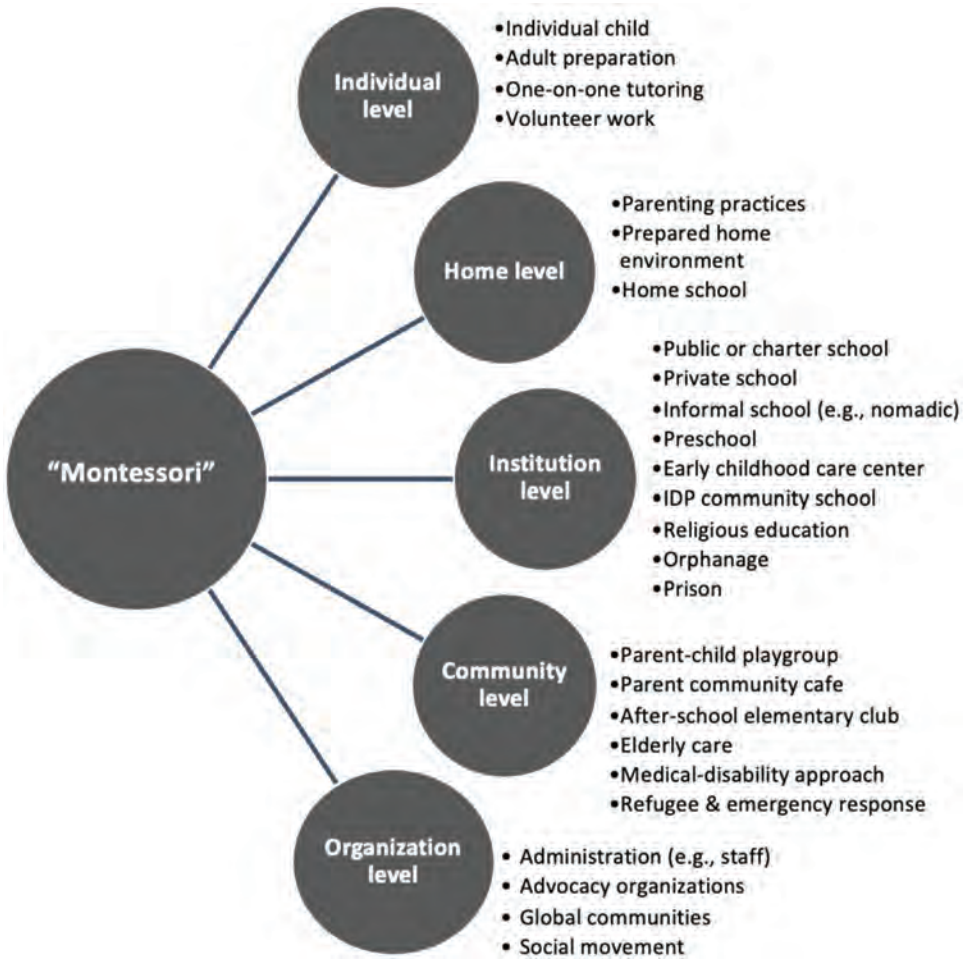 Individual
level
•Individual child
•Adult preparation
•One-on-one tutoring
•Volunteer work
Home level
•Parenting practices
•Prepared home
environment
•Home school
“Montessori”
Institution
level
•Public or charter school
•Private school
•Informal school (e.g., nomadic)
•Preschool
•Early childhood care center
•IDP community school
•Religious education
•Orphanage
•Prison
Community
level
•Parent-child playgroup
•Parent community cafe
•After-school elementary club
•Elderly care
•Medical-disability approach
•Refugee & emergency response
Organization
level
• Administration (e.g., staff)
• Advocacy organizations
• Global communities
• Social movement